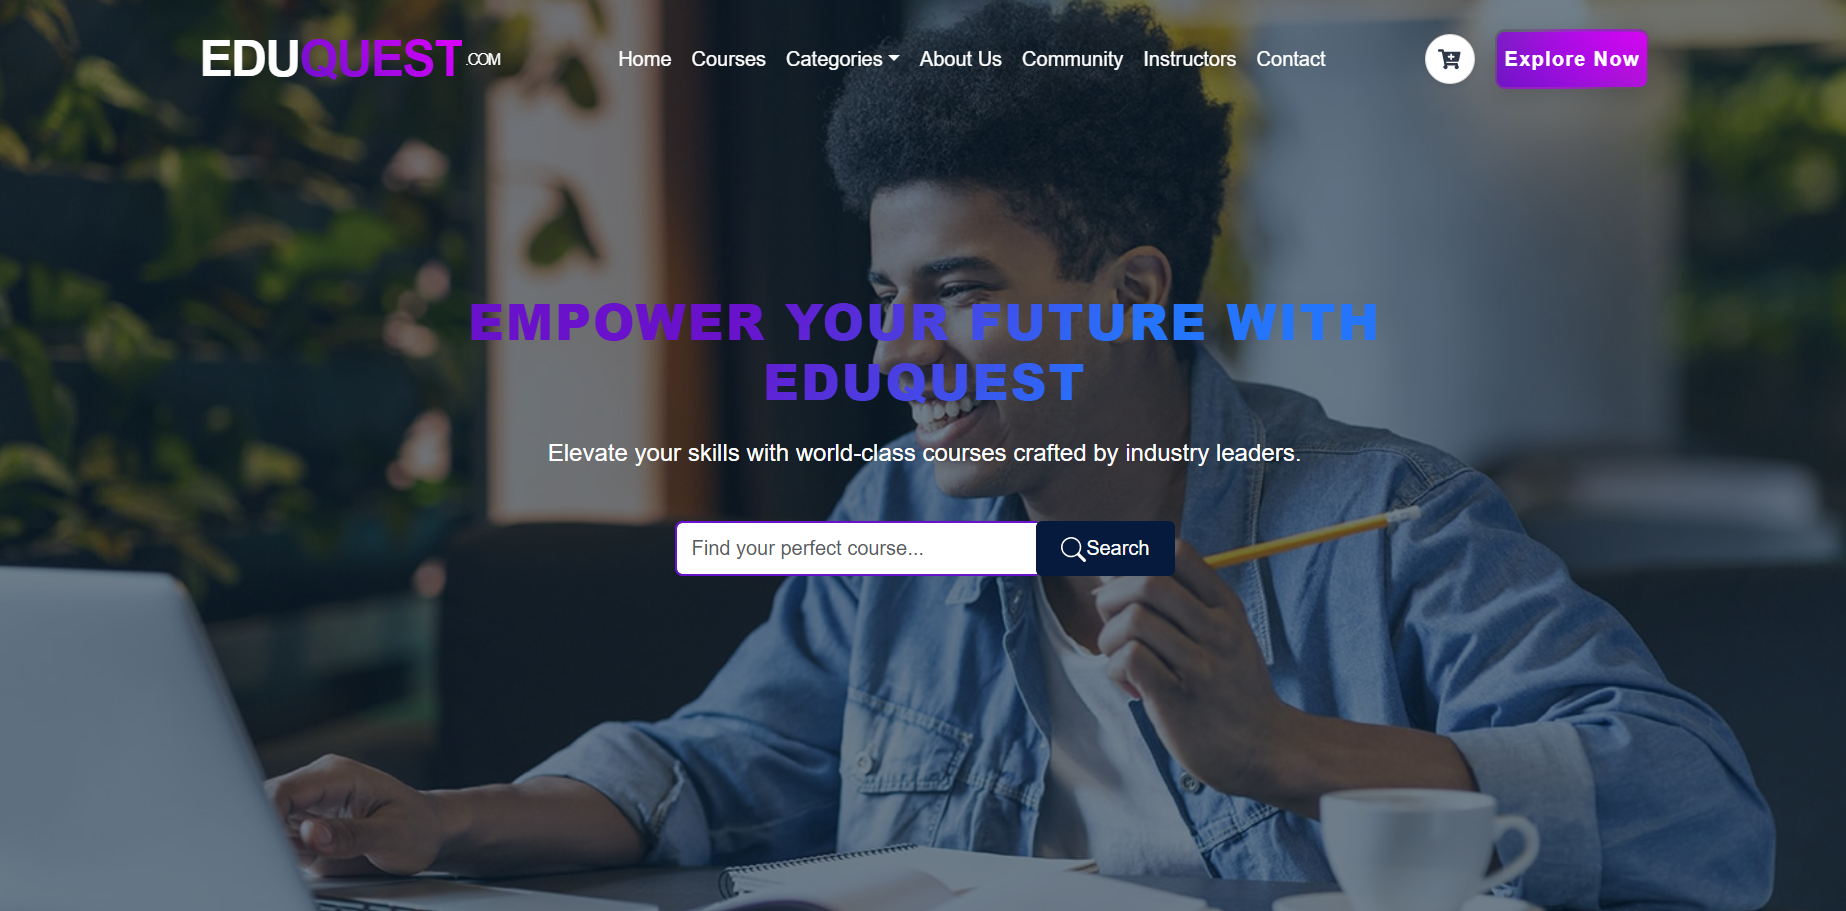 EDUQUEST.COM
Home Courses Categories About Us Community Instructors Contact
Explore Now
EMPOWER YOUR FUTURE WITH
EDUQUEST
Elevate your skills with world-class courses crafted by industry leaders.
Find your perfect course...
Search